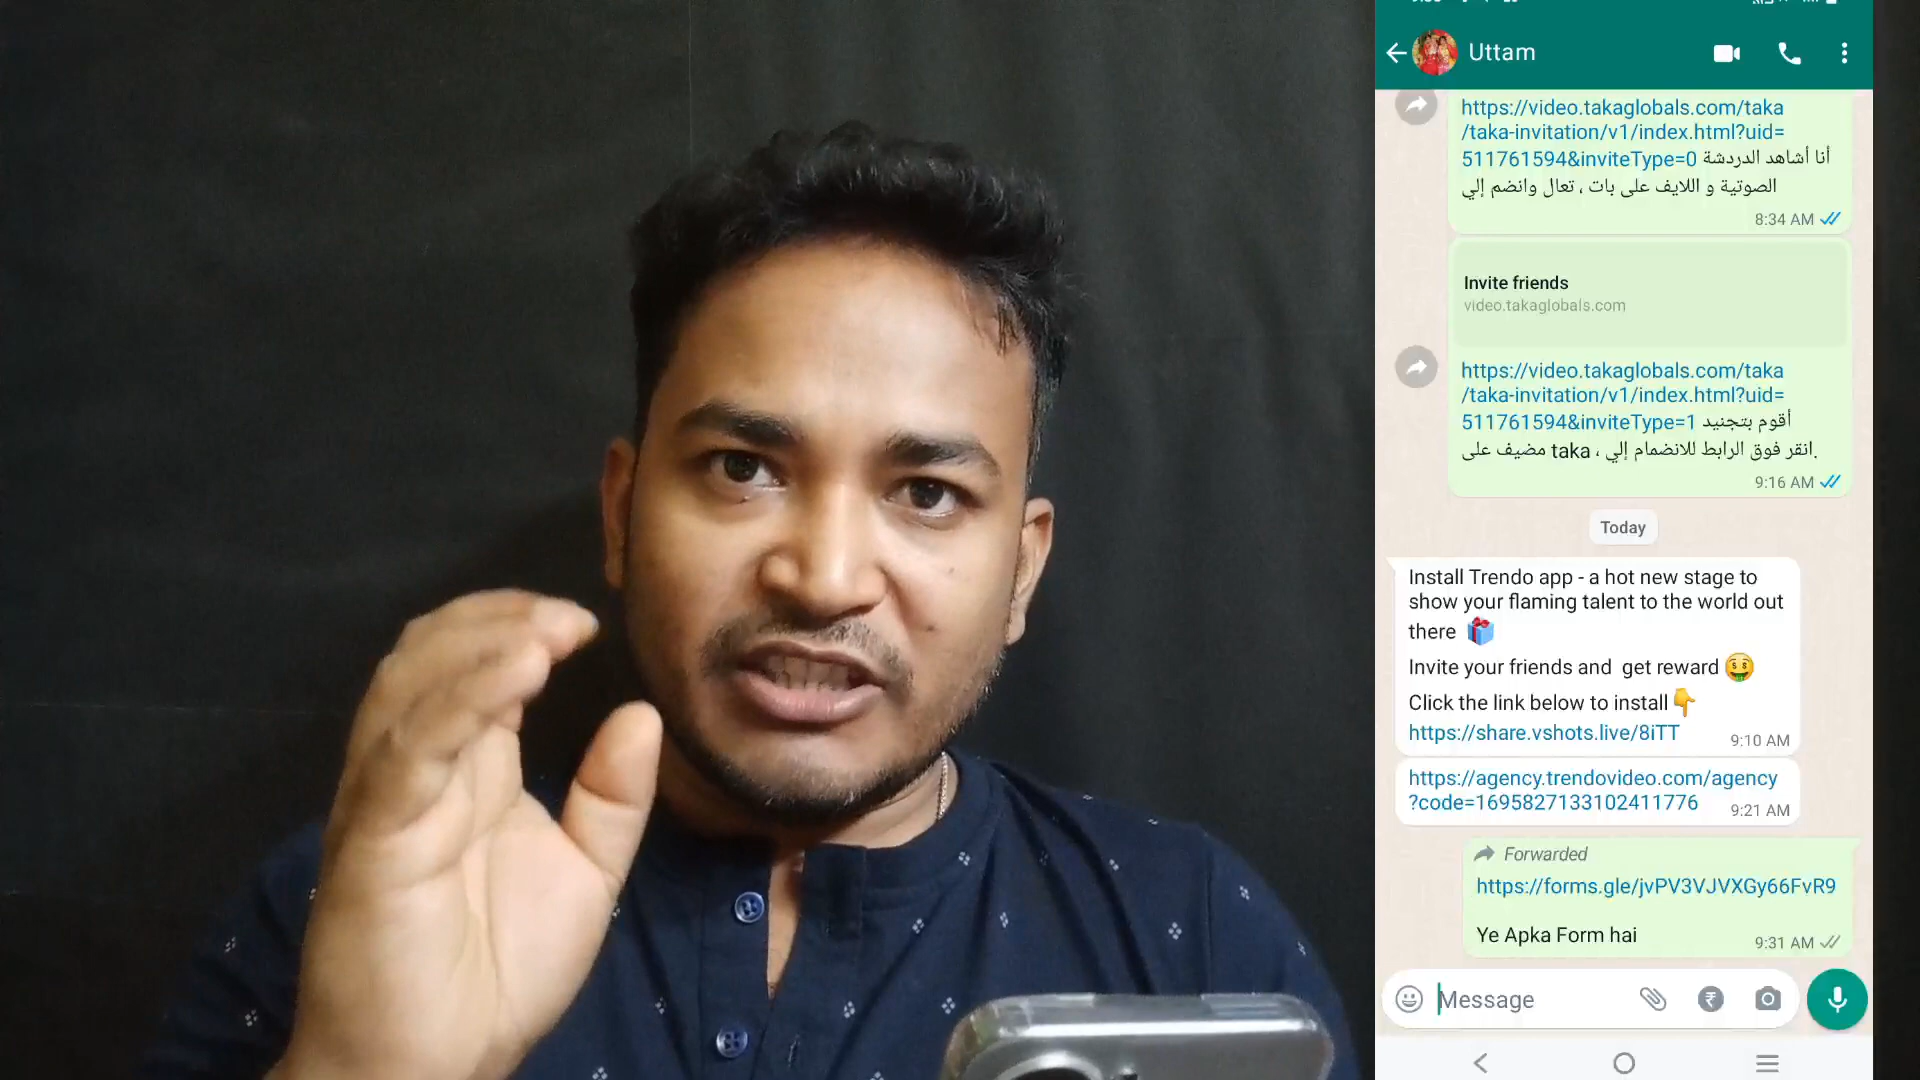 Uttam
https://video.takaglobals.com/taka
/taka-invitation/v1/index.html?uid=
511761594&inviteType=0 أنا أشاهد الدردشة
الصوتية و اللايف على بات ، تعال وانضم إلي
8:34 AM
Invite friends
video.takaglobals.com
https://video.takaglobals.com/taka
/taka-invitation/v1/index.html?uid=
511761594&inviteType=1 أقوم بتجنيد
مضيف على taka ، انقر فوق الرابط للانضمام إلي.
9:16 AM
Today
Install Trendo app - a hot new stage to
show your flaming talent to the world out
there
Invite your friends and get reward
Click the link below to install
https://share.vshots.live/8iTT
9:10 AM
https://agency.trendovideo.com/agency
?code=1695827133102411776
9:21 AM
Forwarded
https://forms.gle/jvPV3VJVXGy66FvR9
Ye Apka Form hai
9:31 AM
Message